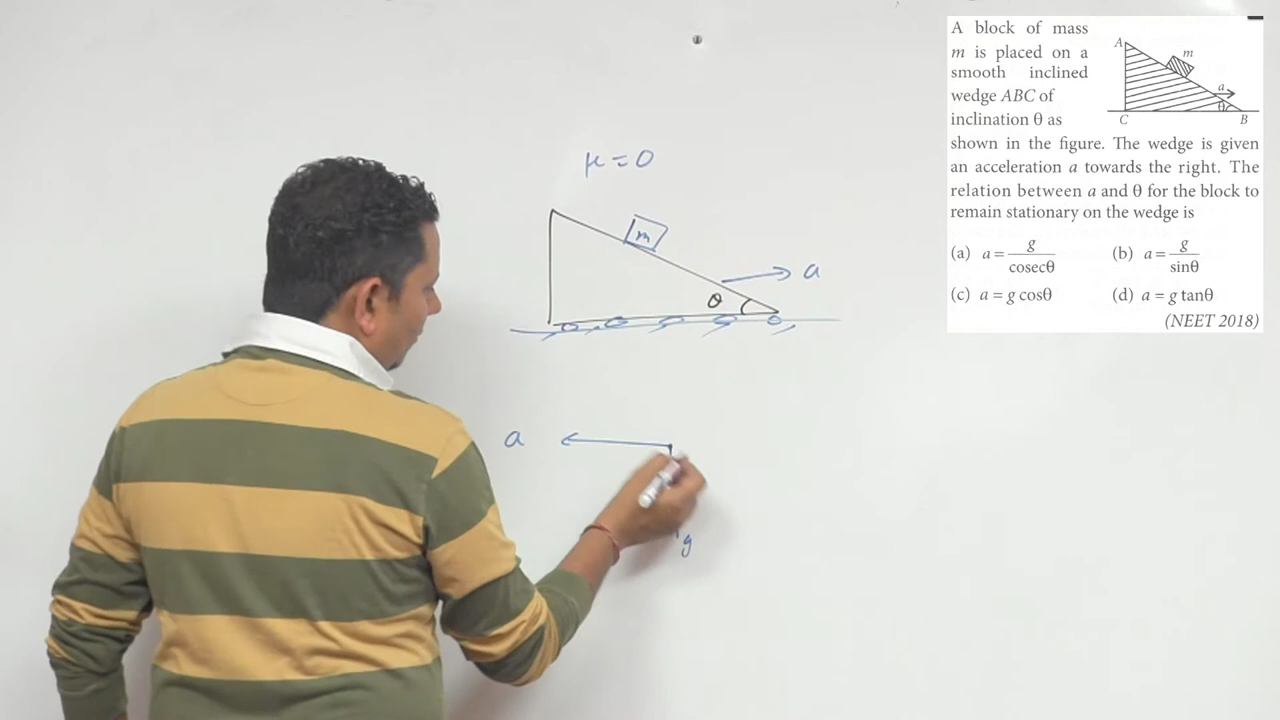 A block of mass
m is placed on a
smooth inclined
wedge ABC of
inclination θ as
shown in the figure. The wedge is given
an acceleration a towards the right. The
relation between a and θ for the block to
remain stationary on the wedge is
(a) a = g/cosecθ
(b) a = g/sinθ
(c) a = g cosθ
(d) a = g tanθ
(NEET 2018)
A
m
a
θ
C
B
μ = 0
m
a
θ
a
g